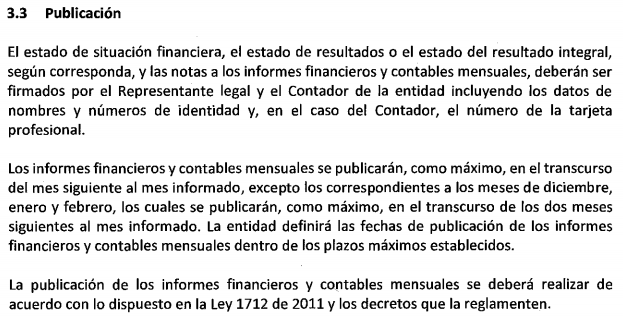 3.3 Publicación
El estado de situación financiera, el estado de resultados o el estado del resultado integral,
según corresponda, y las notas a los informes financieros y contables mensuales, deberán ser
firmados por el Representante legal y el Contador de la entidad incluyendo los datos de
nombres y números de identidad y, en el caso del Contador, el número de la tarjeta
profesional.
Los informes financieros y contables mensuales se publicarán, como máximo, en el transcurso
del mes siguiente al mes informado, excepto los correspondientes a los meses de diciembre,
enero y febrero, los cuales se publicarán, como máximo, en el transcurso de los dos meses
siguientes al mes informado. La entidad definirá las fechas de publicación de los informes
financieros y contables mensuales dentro de los plazos máximos establecidos.
La publicación de los informes financieros y contables mensuales se deberá realizar de
acuerdo con lo dispuesto en la Ley 1712 de 2011 y los decretos que la reglamenten.